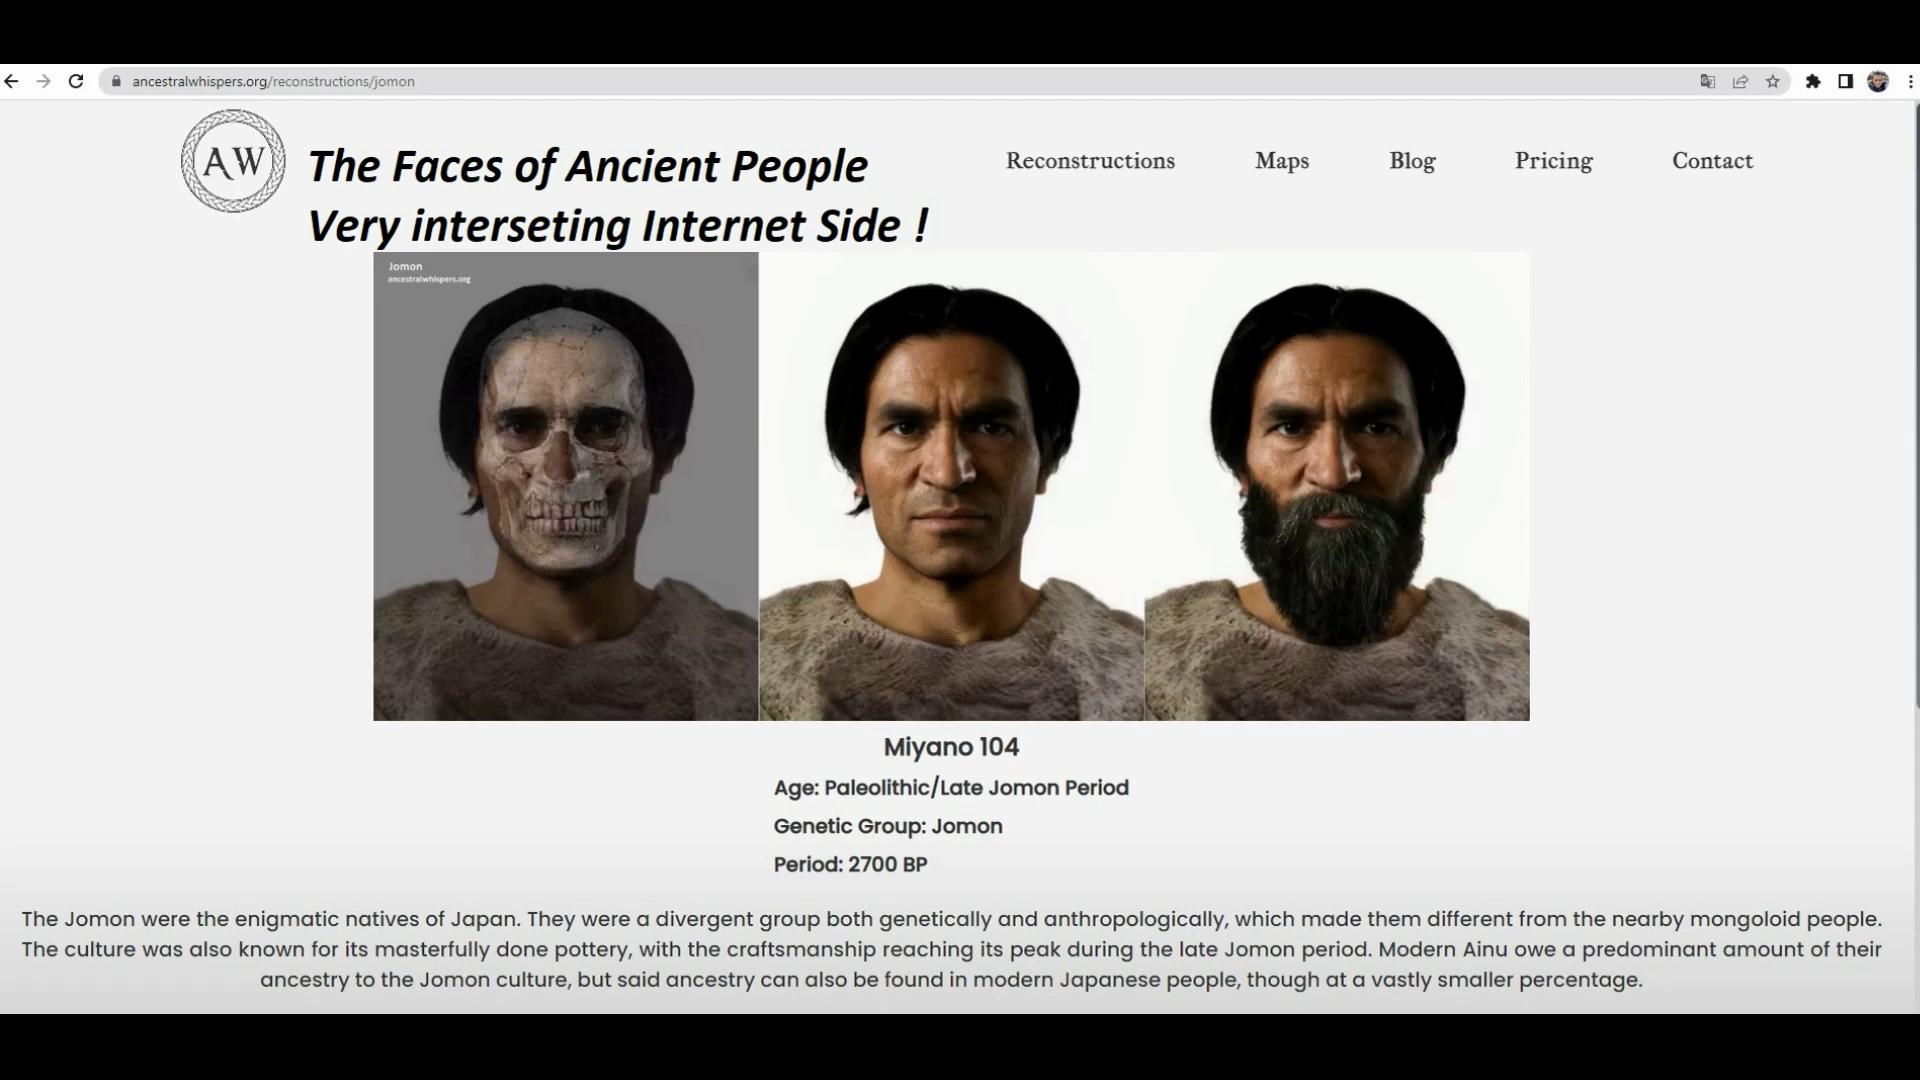 ancestralwhispers.org/reconstructions/jomon
AW
The Faces of Ancient People
Very interseting Internet Side !
Reconstructions
Maps
Blog
Pricing
Contact
Jomon
ancestralwhispers.org
Miyano 104
Age: Paleolithic/Late Jomon Period
Genetic Group: Jomon
Period: 2700 BP
The Jomon were the enigmatic natives of Japan. They were a divergent group both genetically and anthropologically, which made them different from the nearby mongoloid people.
The culture was also known for its masterfully done pottery, with the craftsmanship reaching its peak during the late Jomon period. Modern Ainu owe a predominant amount of their
ancestry to the Jomon culture, but said ancestry can also be found in modern Japanese people, though at a vastly smaller percentage.